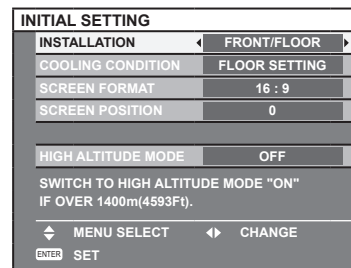 INITIAL SETTING
INSTALLATION FRONT/FLOOR
COOLING CONDITION FLOOR SETTING
SCREEN FORMAT 16 : 9
SCREEN POSITION 0
HIGH ALTITUDE MODE OFF
SWITCH TO HIGH ALTITUDE MODE "ON"
IF OVER 1400m(4593Ft).
MENU SELECT CHANGE
ENTER SET